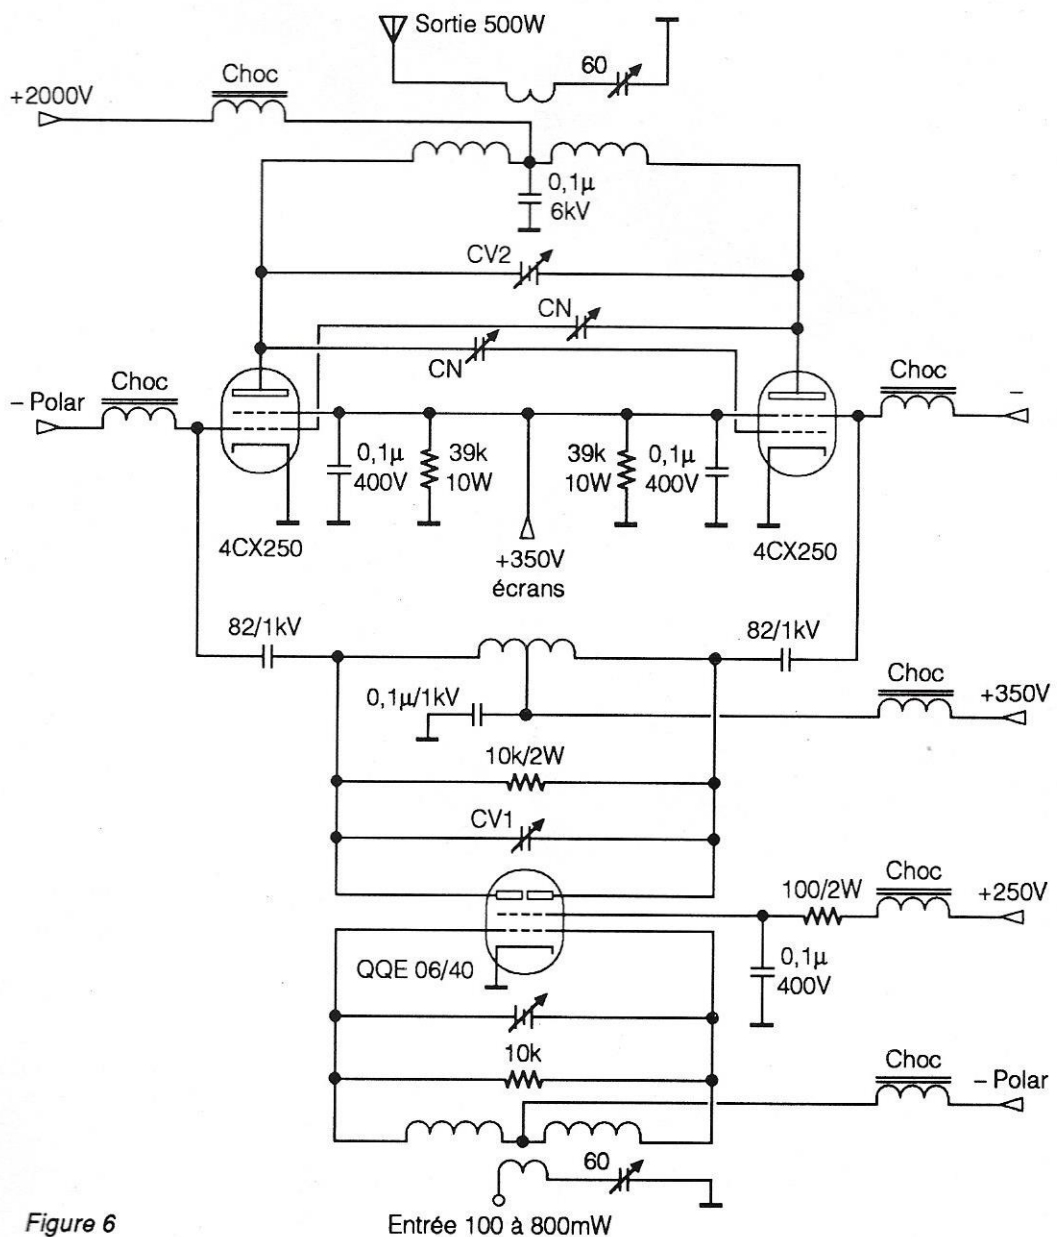 Sortie 500W
60
Choc
+2000V
0,1µ
6kV
CV2
CN
CN
Choc
Choc
– Polar
–
0,1µ
400V
39k
10W
39k
10W
0,1µ
400V
4CX250
+350V
écrans
4CX250
82/1kV
82/1kV
Choc
0,1µ/1kV
+350V
10k/2W
CV1
Choc
100/2W
+250V
QQE 06/40
0,1µ
400V
10k
Choc
– Polar
60
Figure 6
Entrée 100 à 800mW